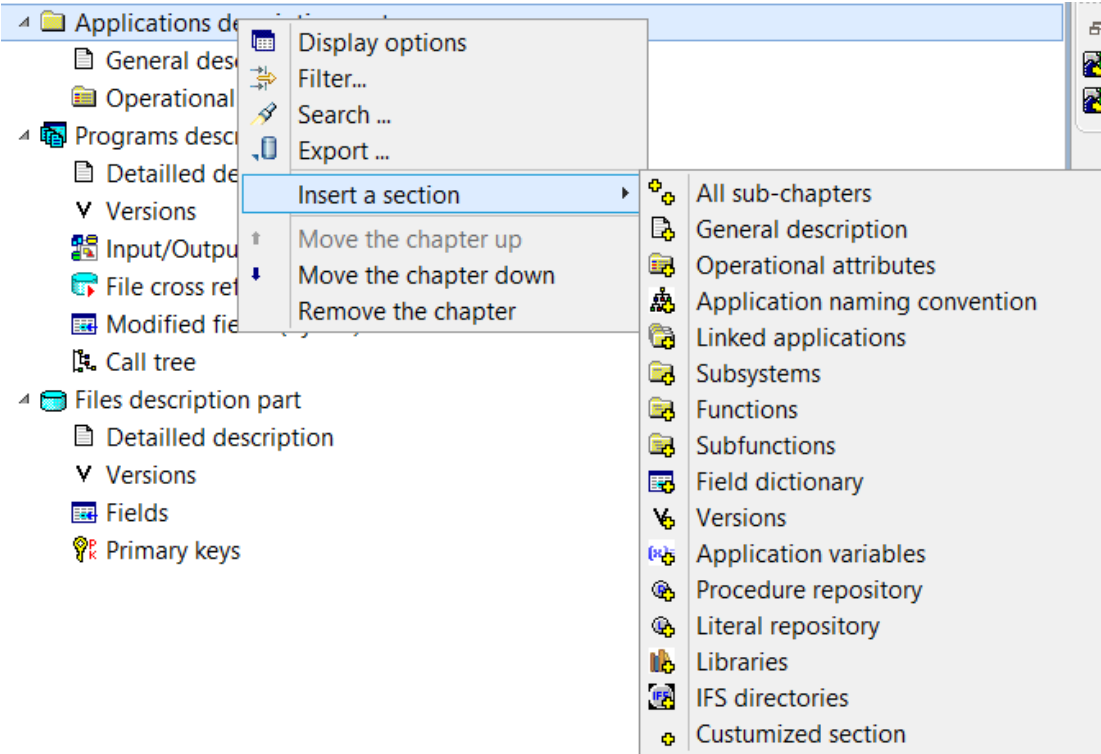 Applications de
General des
Operational
Programs descr
Detailled de
Versions
Input/Outpu
File cross ref
Modified fie
Call tree
Files description part
Detailled description
Versions
Fields
Primary keys
Display options
Filter...
Search ...
Export ...
Insert a section
Move the chapter up
Move the chapter down
Remove the chapter
All sub-chapters
General description
Operational attributes
Application naming convention
Linked applications
Subsystems
Functions
Subfunctions
Field dictionary
Versions
Application variables
Procedure repository
Literal repository
Libraries
IFS directories
Custumized section